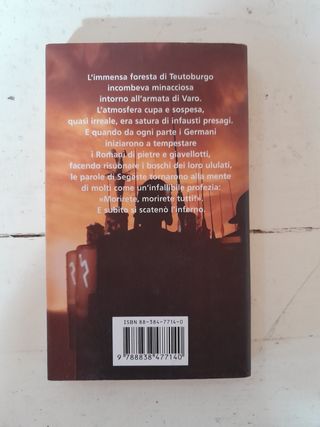 L'immensa foresta di Teutoburgo
incombeva minacciosa
intorno all'armata di Varo.
L'atmosfera cupa e sospesa,
quasi irreale, era satura di infausti presagi.
E quando da ogni parte i Germani
iniziarono a tempestare
i Romani di pietre e giavellotti,
facendo risuonare i boschi dei loro ululati,
le parole di Segeste tornarono alla mente
di molti come un'infallibile profezia:
«Morirete, morirete tutti!».
E subito si scatenò l'inferno.
ISBN 88-384-7714-0
9 788838 477140